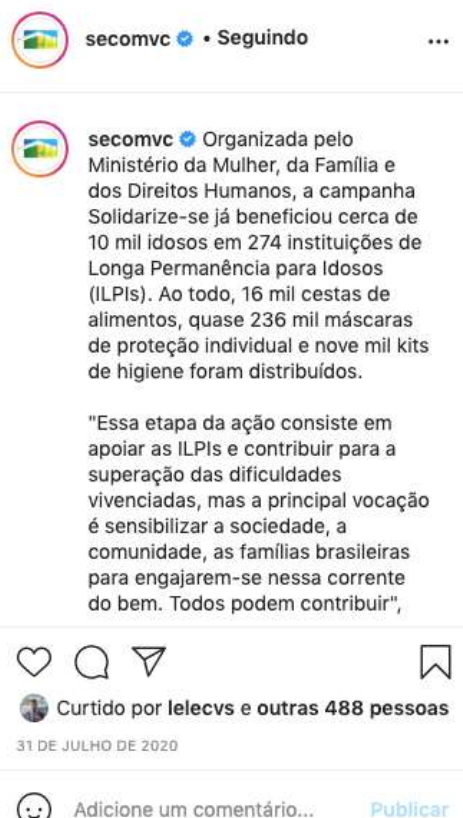 secomvc • Seguindo
secomvc Organizada pelo
Ministério da Mulher, da Família e
dos Direitos Humanos, a campanha
Solidarize-se já beneficiou cerca de
10 mil idosos em 274 instituições de
Longa Permanência para Idosos
(ILPIs). Ao todo, 16 mil cestas de
alimentos, quase 236 mil máscaras
de proteção individual e nove mil kits
de higiene foram distribuídos.
"Essa etapa da ação consiste em
apoiar as ILPIs e contribuir para a
superação das dificuldades
vivenciadas, mas a principal vocação
é sensibilizar a sociedade, a
comunidade, as famílias brasileiras
para engajarem-se nessa corrente
do bem. Todos podem contribuir",
Curtido por lelecvs e outras 488 pessoas
31 DE JULHO DE 2020
Adicione um comentário... Publicar